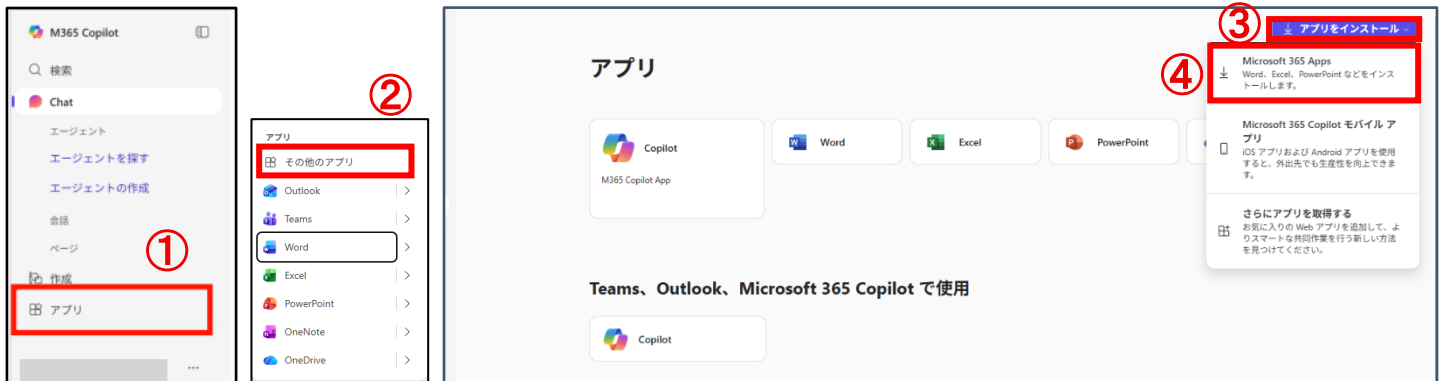 M365 Copilot
検索
Chat
エージェント
エージェントを探す
エージェントの作成
会話
ページ
①
作成
アプリ
...
②
アプリ
その他のアプリ
Outlook
Teams
Word
Excel
PowerPoint
OneNote
OneDrive
③
アプリをインストール
アプリ
④
Microsoft 365 Apps
Word、Excel、PowerPoint などをインス
トールします。
Microsoft 365 Copilot モバイル ア
プリ
iOS アプリおよび Android アプリを使用
すると、外出先でも生産性を向上できま
す。
さらにアプリを取得する
お気に入りの Web アプリを追加して、よ
りスマートな共同作業を行う新しい方法
を見つけてください。
Copilot
M365 Copilot App
Word
Excel
PowerPoint
Teams、Outlook、Microsoft 365 Copilot で使用
Copilot